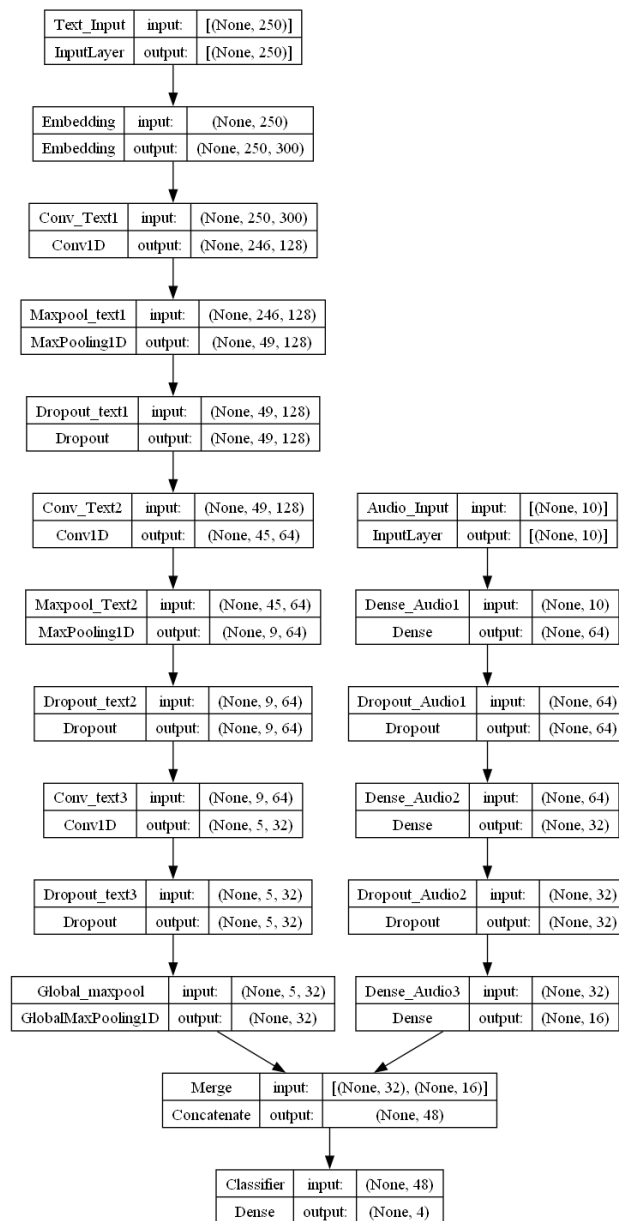 Text_Input input: [(None, 250)]
InputLayer output: [(None, 250)]
Embedding input: (None, 250)
Embedding output: (None, 250, 300)
Conv_Text1 input: (None, 250, 300)
Conv1D output: (None, 246, 128)
Maxpool_text1 input: (None, 246, 128)
MaxPooling1D output: (None, 49, 128)
Dropout_text1 input: (None, 49, 128)
Dropout output: (None, 49, 128)
Conv_Text2 input: (None, 49, 128)
Conv1D output: (None, 45, 64)
Maxpool_Text2 input: (None, 45, 64)
MaxPooling1D output: (None, 9, 64)
Dropout_text2 input: (None, 9, 64)
Dropout output: (None, 9, 64)
Conv_text3 input: (None, 9, 64)
Conv1D output: (None, 5, 32)
Dropout_text3 input: (None, 5, 32)
Dropout output: (None, 5, 32)
Global_maxpool input: (None, 5, 32)
GlobalMaxPooling1D output: (None, 32)
Audio_Input input: [(None, 10)]
InputLayer output: [(None, 10)]
Dense_Audio1 input: (None, 10)
Dense output: (None, 64)
Dropout_Audio1 input: (None, 64)
Dropout output: (None, 64)
Dense_Audio2 input: (None, 64)
Dense output: (None, 32)
Dropout_Audio2 input: (None, 32)
Dropout output: (None, 32)
Dense_Audio3 input: (None, 32)
Dense output: (None, 16)
Merge input: [(None, 32), (None, 16)]
Concatenate output: (None, 48)
Classifier input: (None, 48)
Dense output: (None, 4)